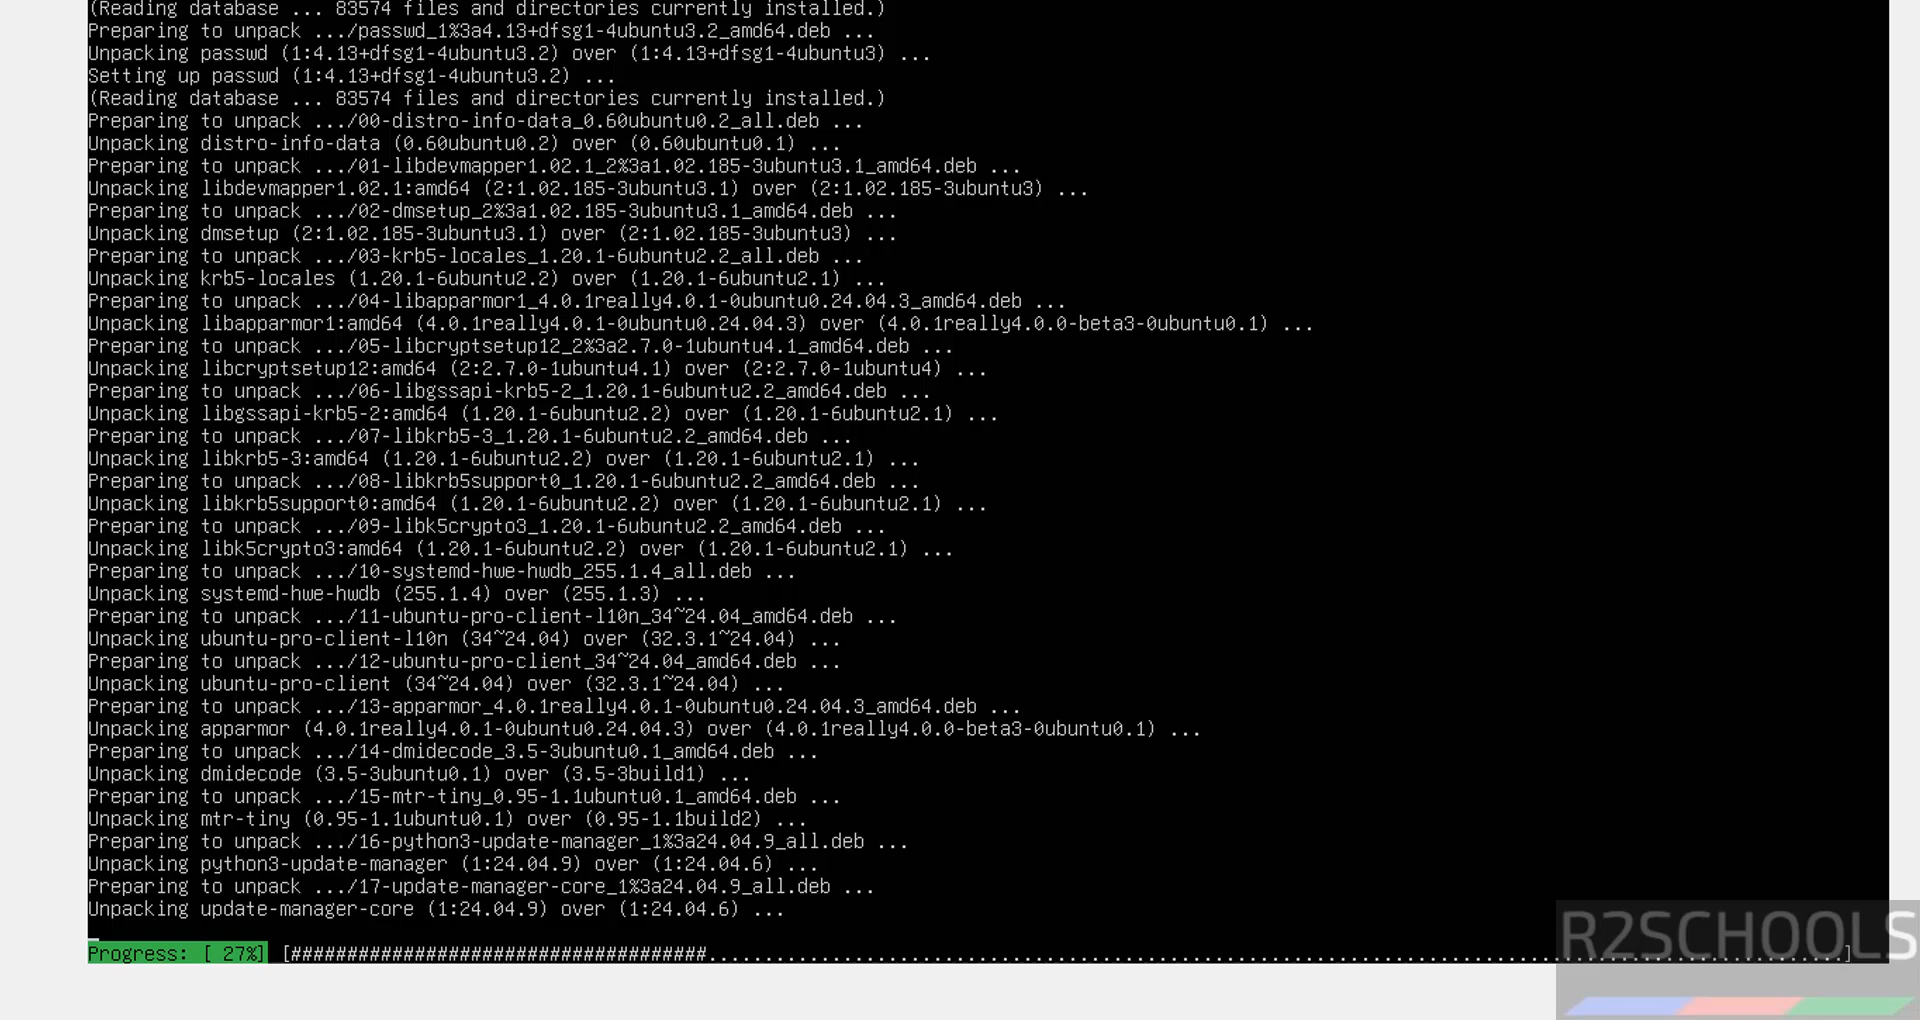 (Reading database ... 83574 files and directories currently installed.)
Preparing to unpack .../passwd_1%3a4.13+dfsg1-4ubuntu3.2_amd64.deb ...
Unpacking passwd (1:4.13+dfsg1-4ubuntu3.2) over (1:4.13+dfsg1-4ubuntu3) ...
Setting up passwd (1:4.13+dfsg1-4ubuntu3.2) ...
(Reading database ... 83574 files and directories currently installed.)
Preparing to unpack .../00-distro-info-data_0.60ubuntu0.2_all.deb ...
Unpacking distro-info-data (0.60ubuntu0.2) over (0.60ubuntu0.1) ...
Preparing to unpack .../01-libdevmapper1.02.1_2%3a1.02.185-3ubuntu3.1_amd64.deb ...
Unpacking libdevmapper1.02.1:amd64 (2:1.02.185-3ubuntu3.1) over (2:1.02.185-3ubuntu3) ...
Preparing to unpack .../02-dmsetup_2%3a1.02.185-3ubuntu3.1_amd64.deb ...
Unpacking dmsetup (2:1.02.185-3ubuntu3.1) over (2:1.02.185-3ubuntu3) ...
Preparing to unpack .../03-krb5-locales_1.20.1-6ubuntu2.2_all.deb ...
Unpacking krb5-locales (1.20.1-6ubuntu2.2) over (1.20.1-6ubuntu2.1) ...
Preparing to unpack .../04-libapparmor1_4.0.1really4.0.1-0ubuntu0.24.04.3_amd64.deb ...
Unpacking libapparmor1:amd64 (4.0.1really4.0.1-0ubuntu0.24.04.3) over (4.0.1really4.0.0-beta3-0ubuntu0.1) ...
Preparing to unpack .../05-libcryptsetup12_2%3a2.7.0-1ubuntu4.1_amd64.deb ...
Unpacking libcryptsetup12:amd64 (2:2.7.0-1ubuntu4.1) over (2:2.7.0-1ubuntu4) ...
Preparing to unpack .../06-libgssapi-krb5-2_1.20.1-6ubuntu2.2_amd64.deb ...
Unpacking libgssapi-krb5-2:amd64 (1.20.1-6ubuntu2.2) over (1.20.1-6ubuntu2.1) ...
Preparing to unpack .../07-libkrb5-3_1.20.1-6ubuntu2.2_amd64.deb ...
Unpacking libkrb5-3:amd64 (1.20.1-6ubuntu2.2) over (1.20.1-6ubuntu2.1) ...
Preparing to unpack .../08-libkrb5support0_1.20.1-6ubuntu2.2_amd64.deb ...
Unpacking libkrb5support0:amd64 (1.20.1-6ubuntu2.2) over (1.20.1-6ubuntu2.1) ...
Preparing to unpack .../09-libk5crypto3_1.20.1-6ubuntu2.2_amd64.deb ...
Unpacking libk5crypto3:amd64 (1.20.1-6ubuntu2.2) over (1.20.1-6ubuntu2.1) ...
Preparing to unpack .../10-systemd-hwe-hwdb_255.1.4_all.deb ...
Unpacking systemd-hwe-hwdb (255.1.4) over (255.1.3) ...
Preparing to unpack .../11-ubuntu-pro-client-l10n_34~24.04_amd64.deb ...
Unpacking ubuntu-pro-client-l10n (34~24.04) over (32.3.1~24.04) ...
Preparing to unpack .../12-ubuntu-pro-client_34~24.04_amd64.deb ...
Unpacking ubuntu-pro-client (34~24.04) over (32.3.1~24.04) ...
Preparing to unpack .../13-apparmor_4.0.1really4.0.1-0ubuntu0.24.04.3_amd64.deb ...
Unpacking apparmor (4.0.1really4.0.1-0ubuntu0.24.04.3) over (4.0.1really4.0.0-beta3-0ubuntu0.1) ...
Preparing to unpack .../14-dmidecode_3.5-3ubuntu0.1_amd64.deb ...
Unpacking dmidecode (3.5-3ubuntu0.1) over (3.5-3build1) ...
Preparing to unpack .../15-mtr-tiny_0.95-1.1ubuntu0.1_amd64.deb ...
Unpacking mtr-tiny (0.95-1.1ubuntu0.1) over (0.95-1.1build2) ...
Preparing to unpack .../16-python3-update-manager_1%3a24.04.9_all.deb ...
Unpacking python3-update-manager (1:24.04.9) over (1:24.04.6) ...
Preparing to unpack .../17-update-manager-core_1%3a24.04.9_all.deb ...
Unpacking update-manager-core (1:24.04.9) over (1:24.04.6) ...
Progress: [ 27%] [#####################################.....................................................................................................]
R2SCHOOLS